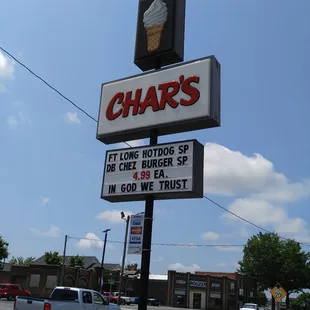 CHAR'S
FT LONG HOTDOG SP
DB CHEZ BURGER SP
4.99 EA.
IN GOD WE TRUST